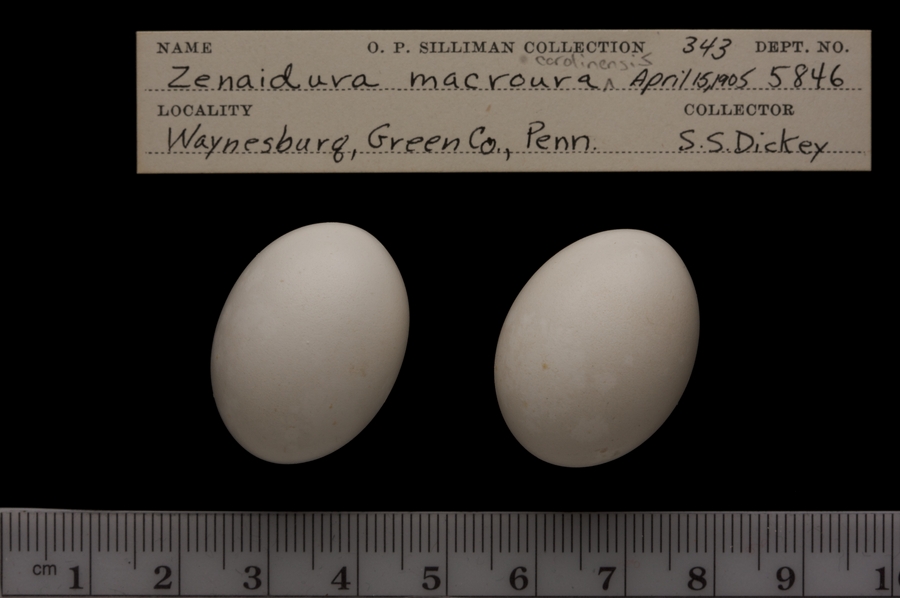 NAME O. P. SILLIMAN COLLECTION 343 DEPT. NO.
carolinensis
Zenaidura macroura ^ April 15, 1905 5846
LOCALITY COLLECTOR
Waynesburg, Green Co., Penn. S.S. Dickey
cm 1 2 3 4 5 6 7 8 9 1